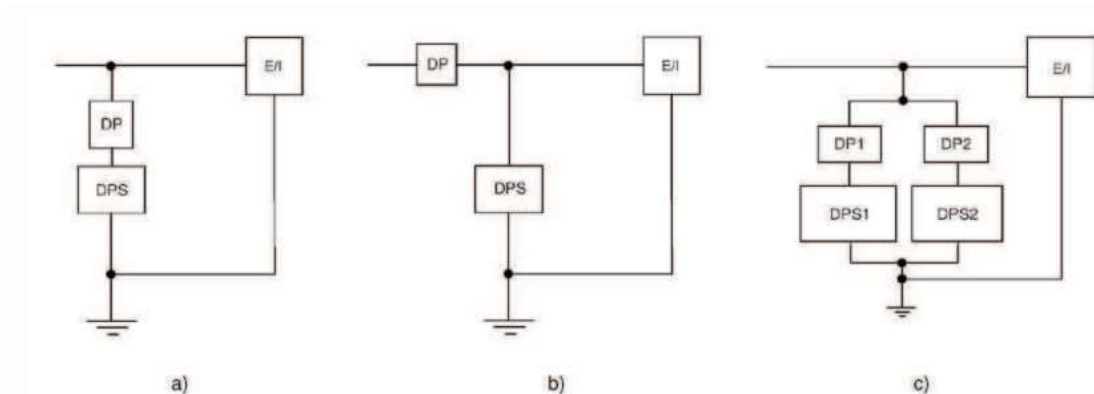 E/I
DP
DPS
a)
DP
E/I
DPS
b)
E/I
DP1 DP2
DPS1 DPS2
c)